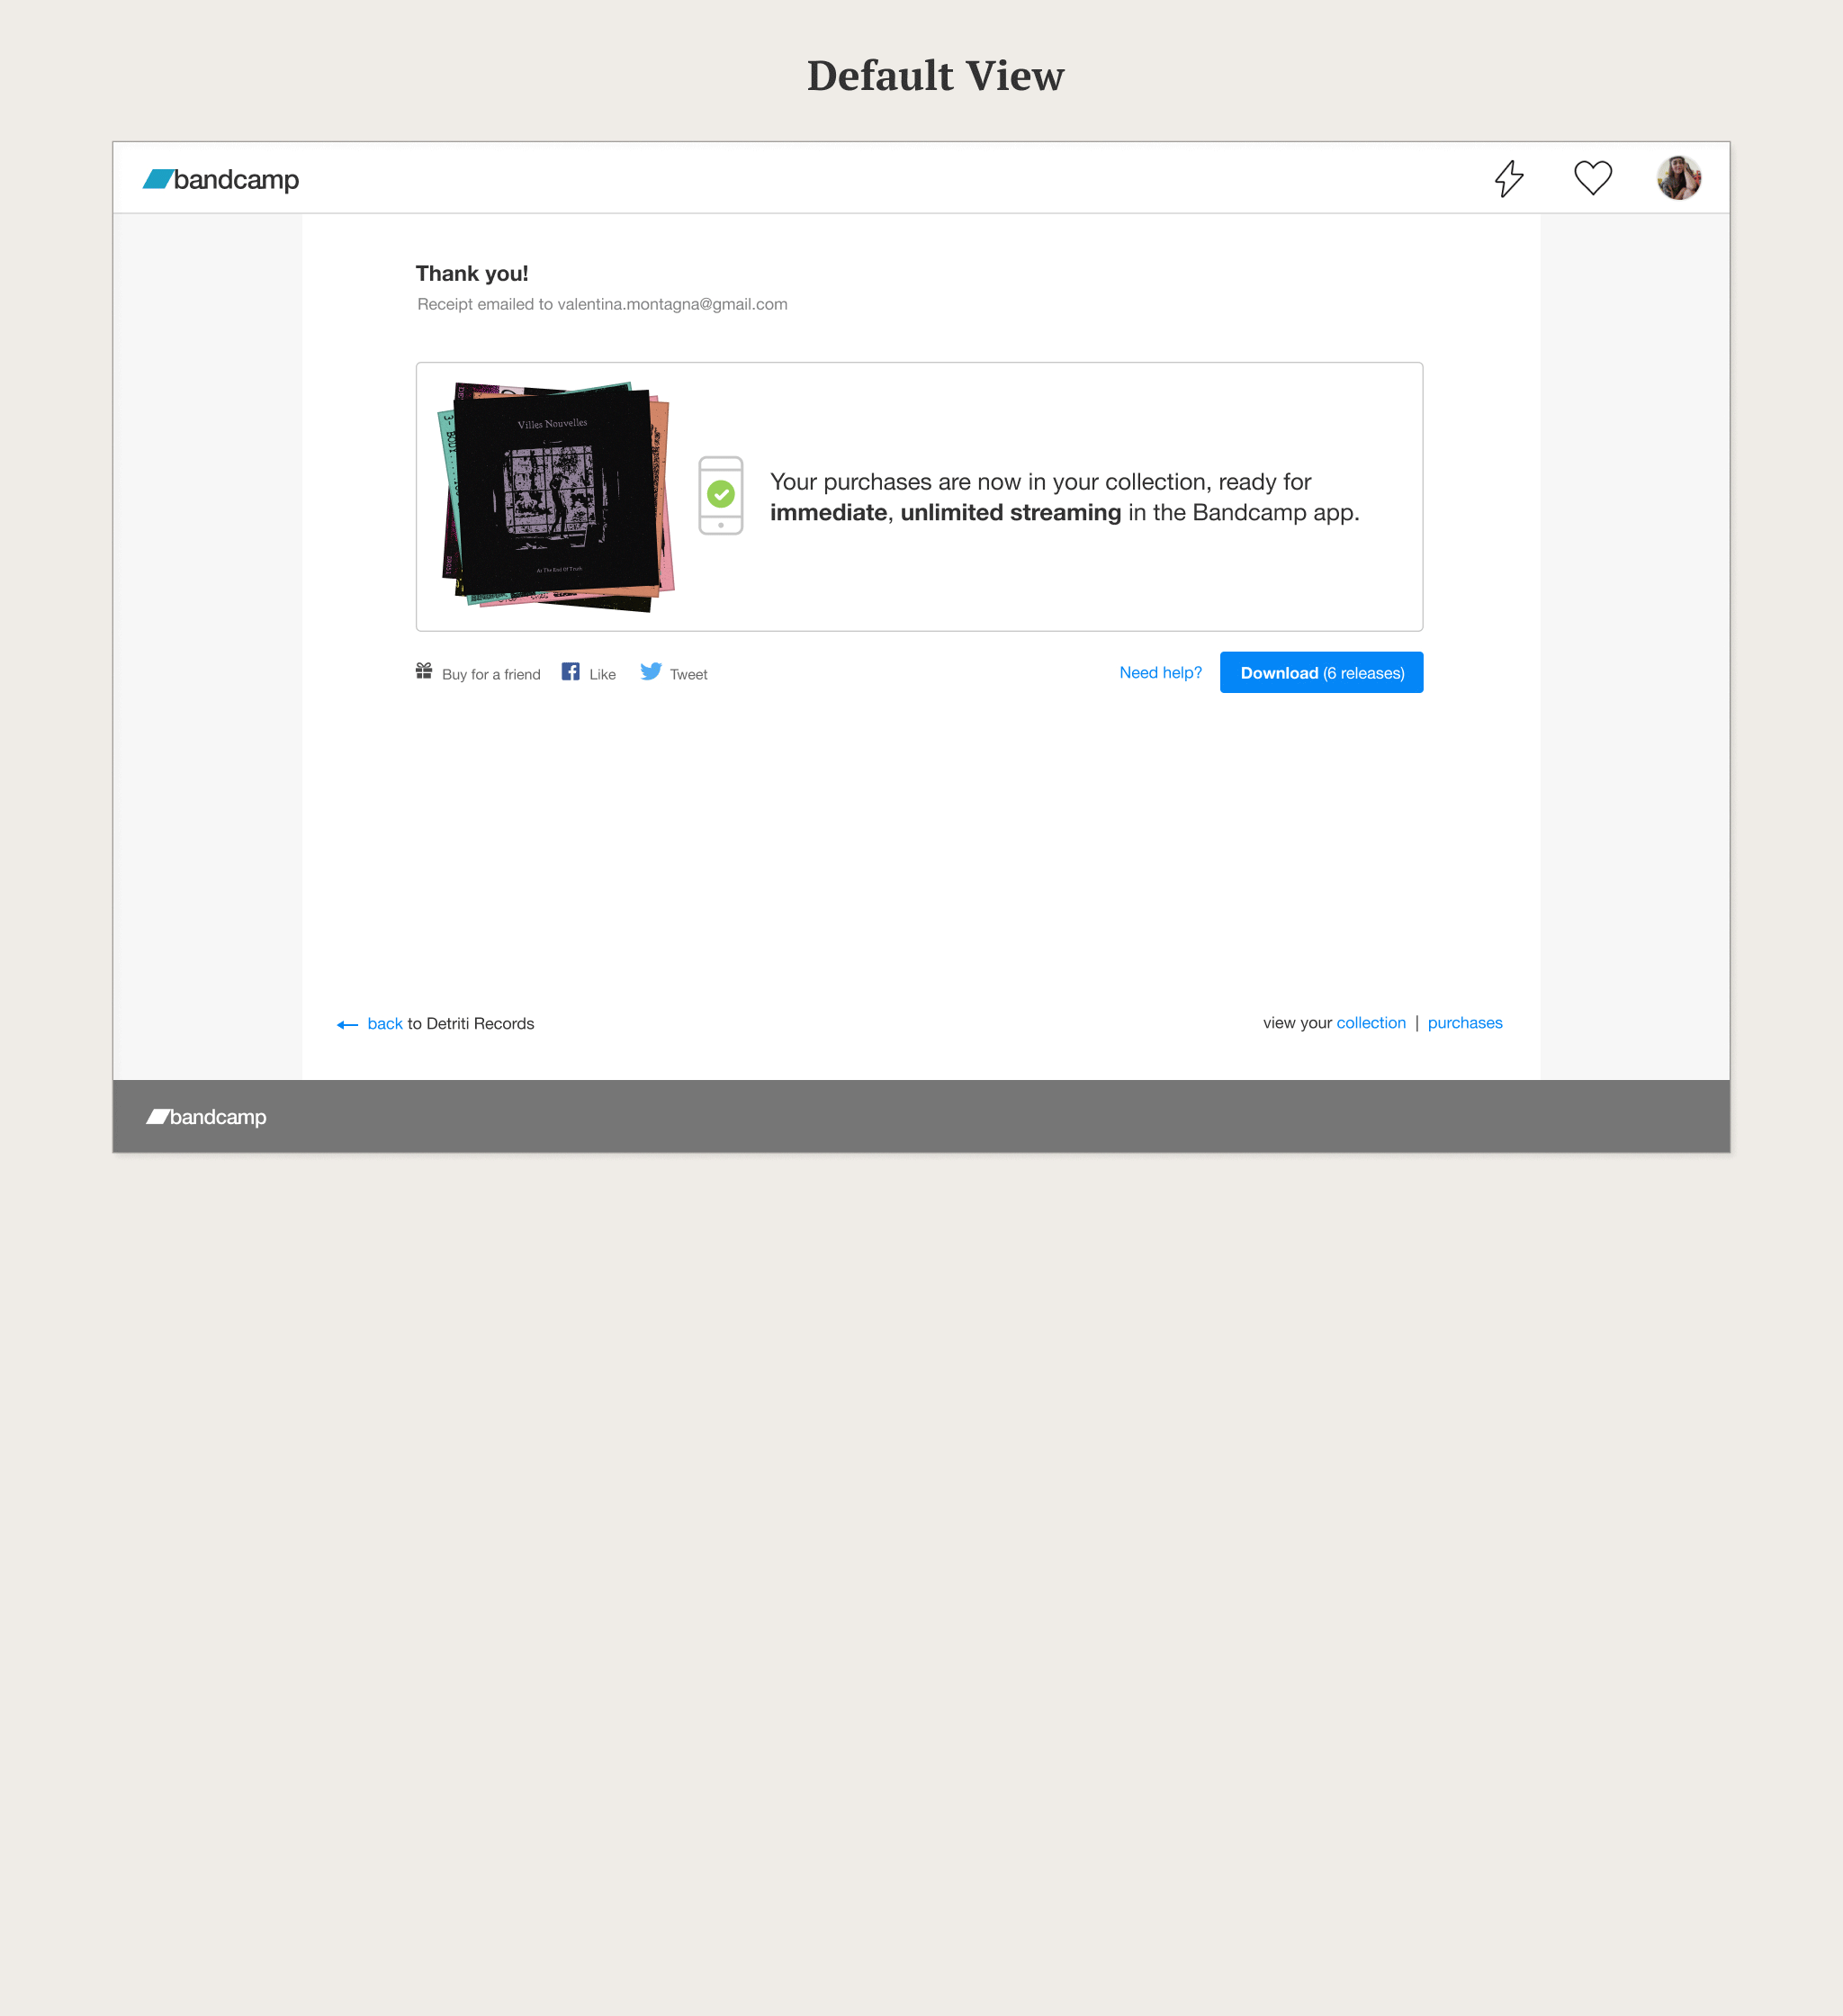 Default View
bandcamp
Thank you!
Receipt emailed to valentina.montagna@gmail.com
Villes Nouvelles
At The End Of Truth
Your purchases are now in your collection, ready for
immediate, unlimited streaming in the Bandcamp app.
Buy for a friend Like Tweet Need help? Download (6 releases)
back to Detriti Records view your collection | purchases
bandcamp